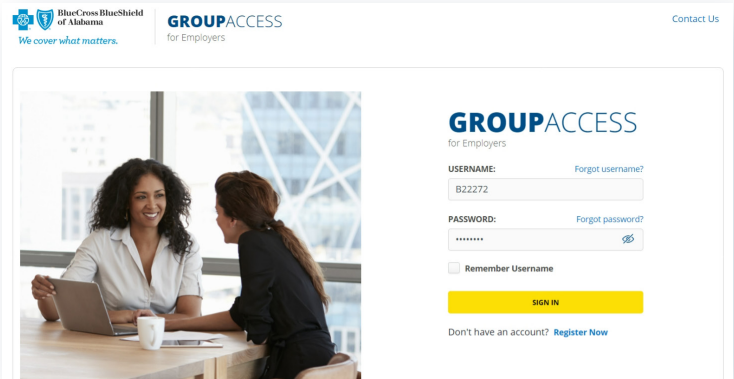 BlueCross BlueShield
of Alabama
We cover what matters.
GROUPACCESS
for Employers
Contact Us
GROUPACCESS
for Employers
USERNAME: Forgot username?
B22272
PASSWORD: Forgot password?
••••••••
Remember Username
SIGN IN
Don't have an account? Register Now